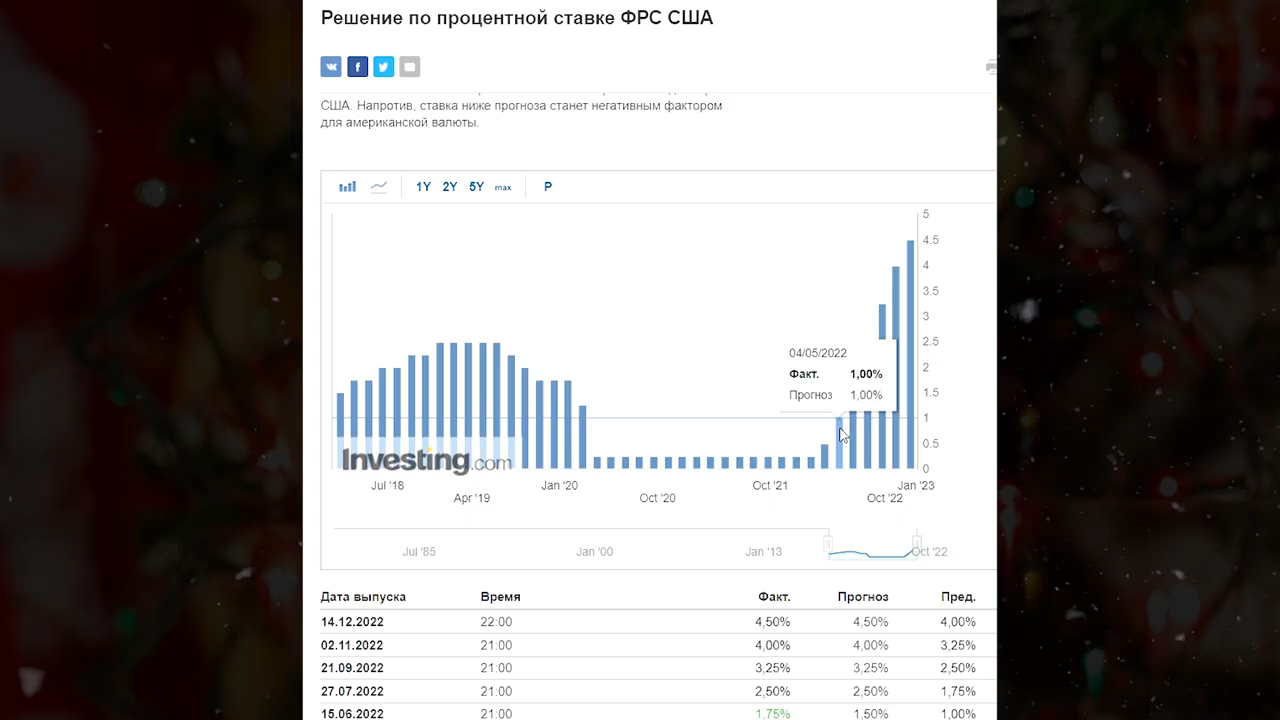 Решение по процентной ставке ФРС США
США. Напротив, ставка ниже прогноза станет негативным фактором
для американской валюты.
1Y 2Y 5Y max P
5
4.5
4
3.5
3
2.5
2
1.5
1
0.5
0
04/05/2022
Факт. 1,00%
Прогноз 1,00%
Investing.com
Jul '18 Apr '19 Jan '20 Oct '20 Oct '21 Oct '22 Jan '23
Jul '85 Jan '00 Jan '13 Oct '22
Дата выпуска Время Факт. Прогноз Пред.
14.12.2022 22:00 4,50% 4,50% 4,00%
02.11.2022 21:00 4,00% 4,00% 3,25%
21.09.2022 21:00 3,25% 3,25% 2,50%
27.07.2022 21:00 2,50% 2,50% 1,75%
15.06.2022 21:00 1,75% 1,50% 1,00%